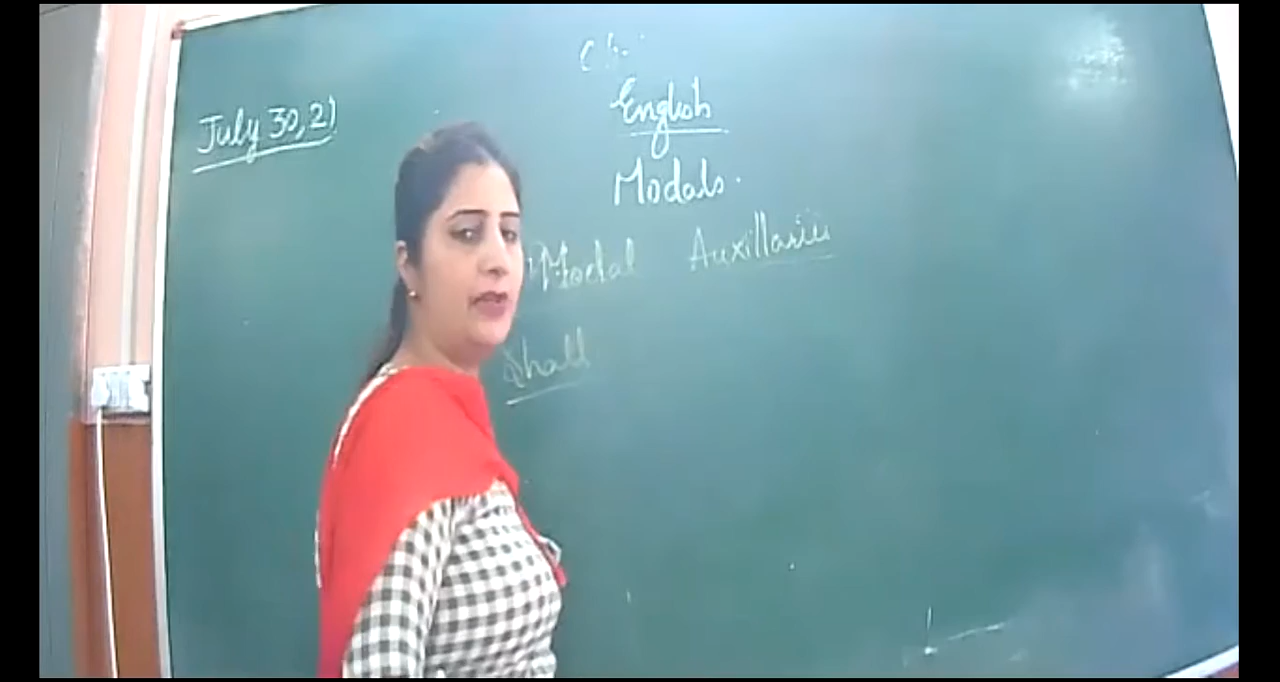 July 30, 21
English
Modals.
Modal Auxillaries
Shall